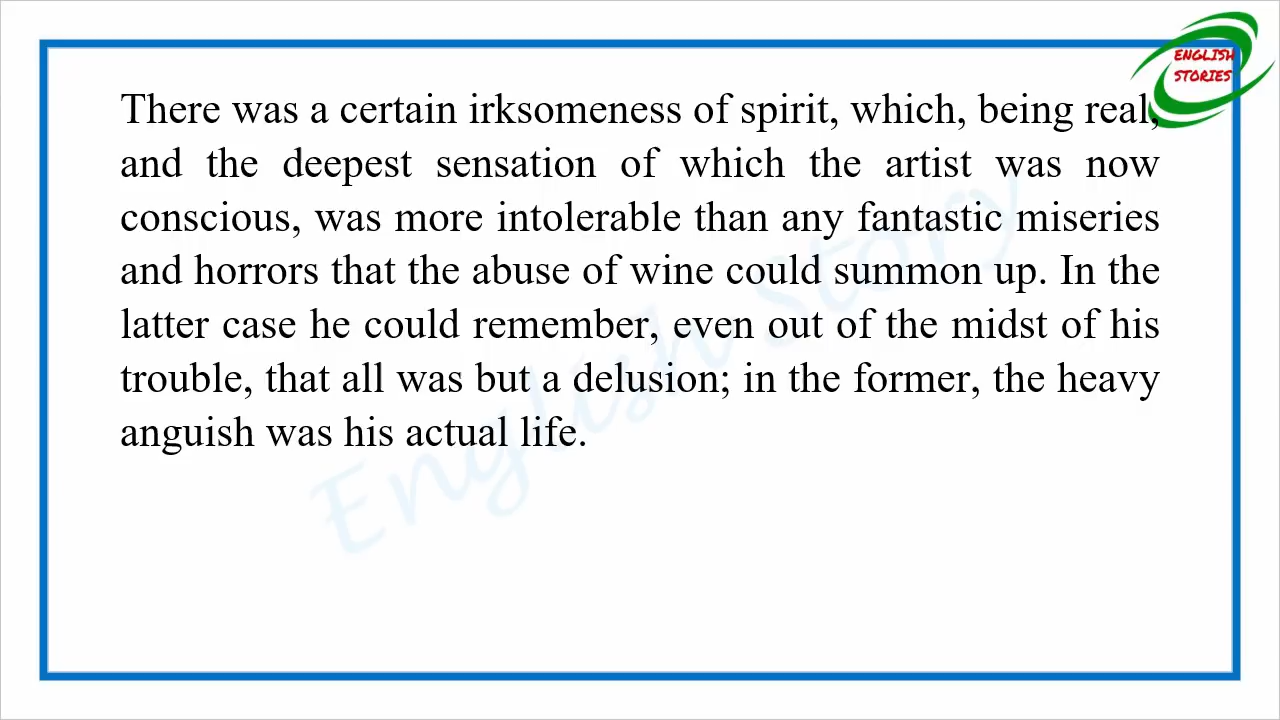 ENGLISH
STORIES
There was a certain irksomeness of spirit, which, being real,
and the deepest sensation of which the artist was now
conscious, was more intolerable than any fantastic miseries
and horrors that the abuse of wine could summon up. In the
latter case he could remember, even out of the midst of his
trouble, that all was but a delusion; in the former, the heavy
anguish was his actual life.
English Story